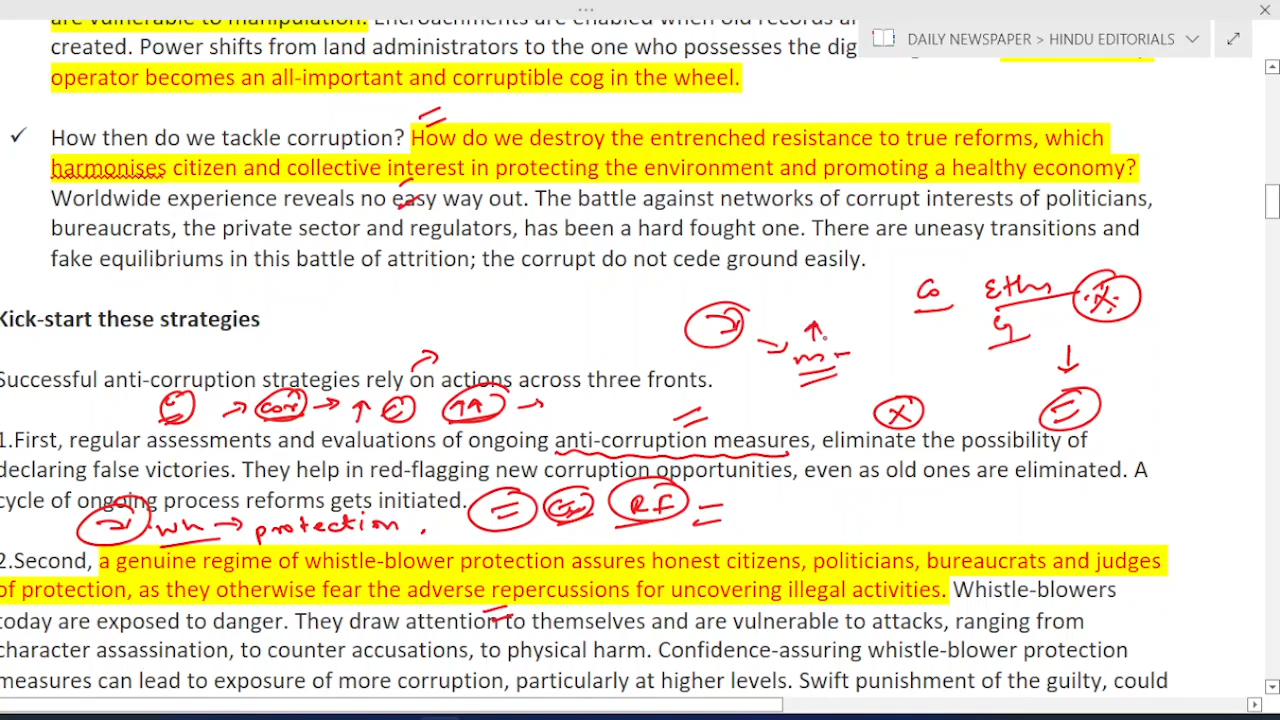 are vulnerable to manipulation. Encroachments are enabled when old records are
DAILY NEWSPAPER > HINDU EDITORIALS
created. Power shifts from land administrators to the one who possesses the
operator becomes an all-important and corruptible cog in the wheel.
✓ How then do we tackle corruption? How do we destroy the entrenched resistance to true reforms, which
harmonises citizen and collective interest in protecting the environment and promoting a healthy economy?
Worldwide experience reveals no easy way out. The battle against networks of corrupt interests of politicians,
bureaucrats, the private sector and regulators, has been a hard fought one. There are uneasy transitions and
fake equilibriums in this battle of attrition; the corrupt do not cede ground easily.
Kick-start these strategies
Successful anti-corruption strategies rely on actions across three fronts.
1.First, regular assessments and evaluations of ongoing anti-corruption measures, eliminate the possibility of
declaring false victories. They help in red-flagging new corruption opportunities, even as old ones are eliminated. A
cycle of ongoing process reforms gets initiated.
wh → protection
RF
2.Second, a genuine regime of whistle-blower protection assures honest citizens, politicians, bureaucrats and judges
of protection, as they otherwise fear the adverse repercussions for uncovering illegal activities. Whistle-blowers
today are exposed to danger. They draw attention to themselves and are vulnerable to attacks, ranging from
character assassination, to counter accusations, to physical harm. Confidence-assuring whistle-blower protection
measures can lead to exposure of more corruption, particularly at higher levels. Swift punishment of the guilty, could